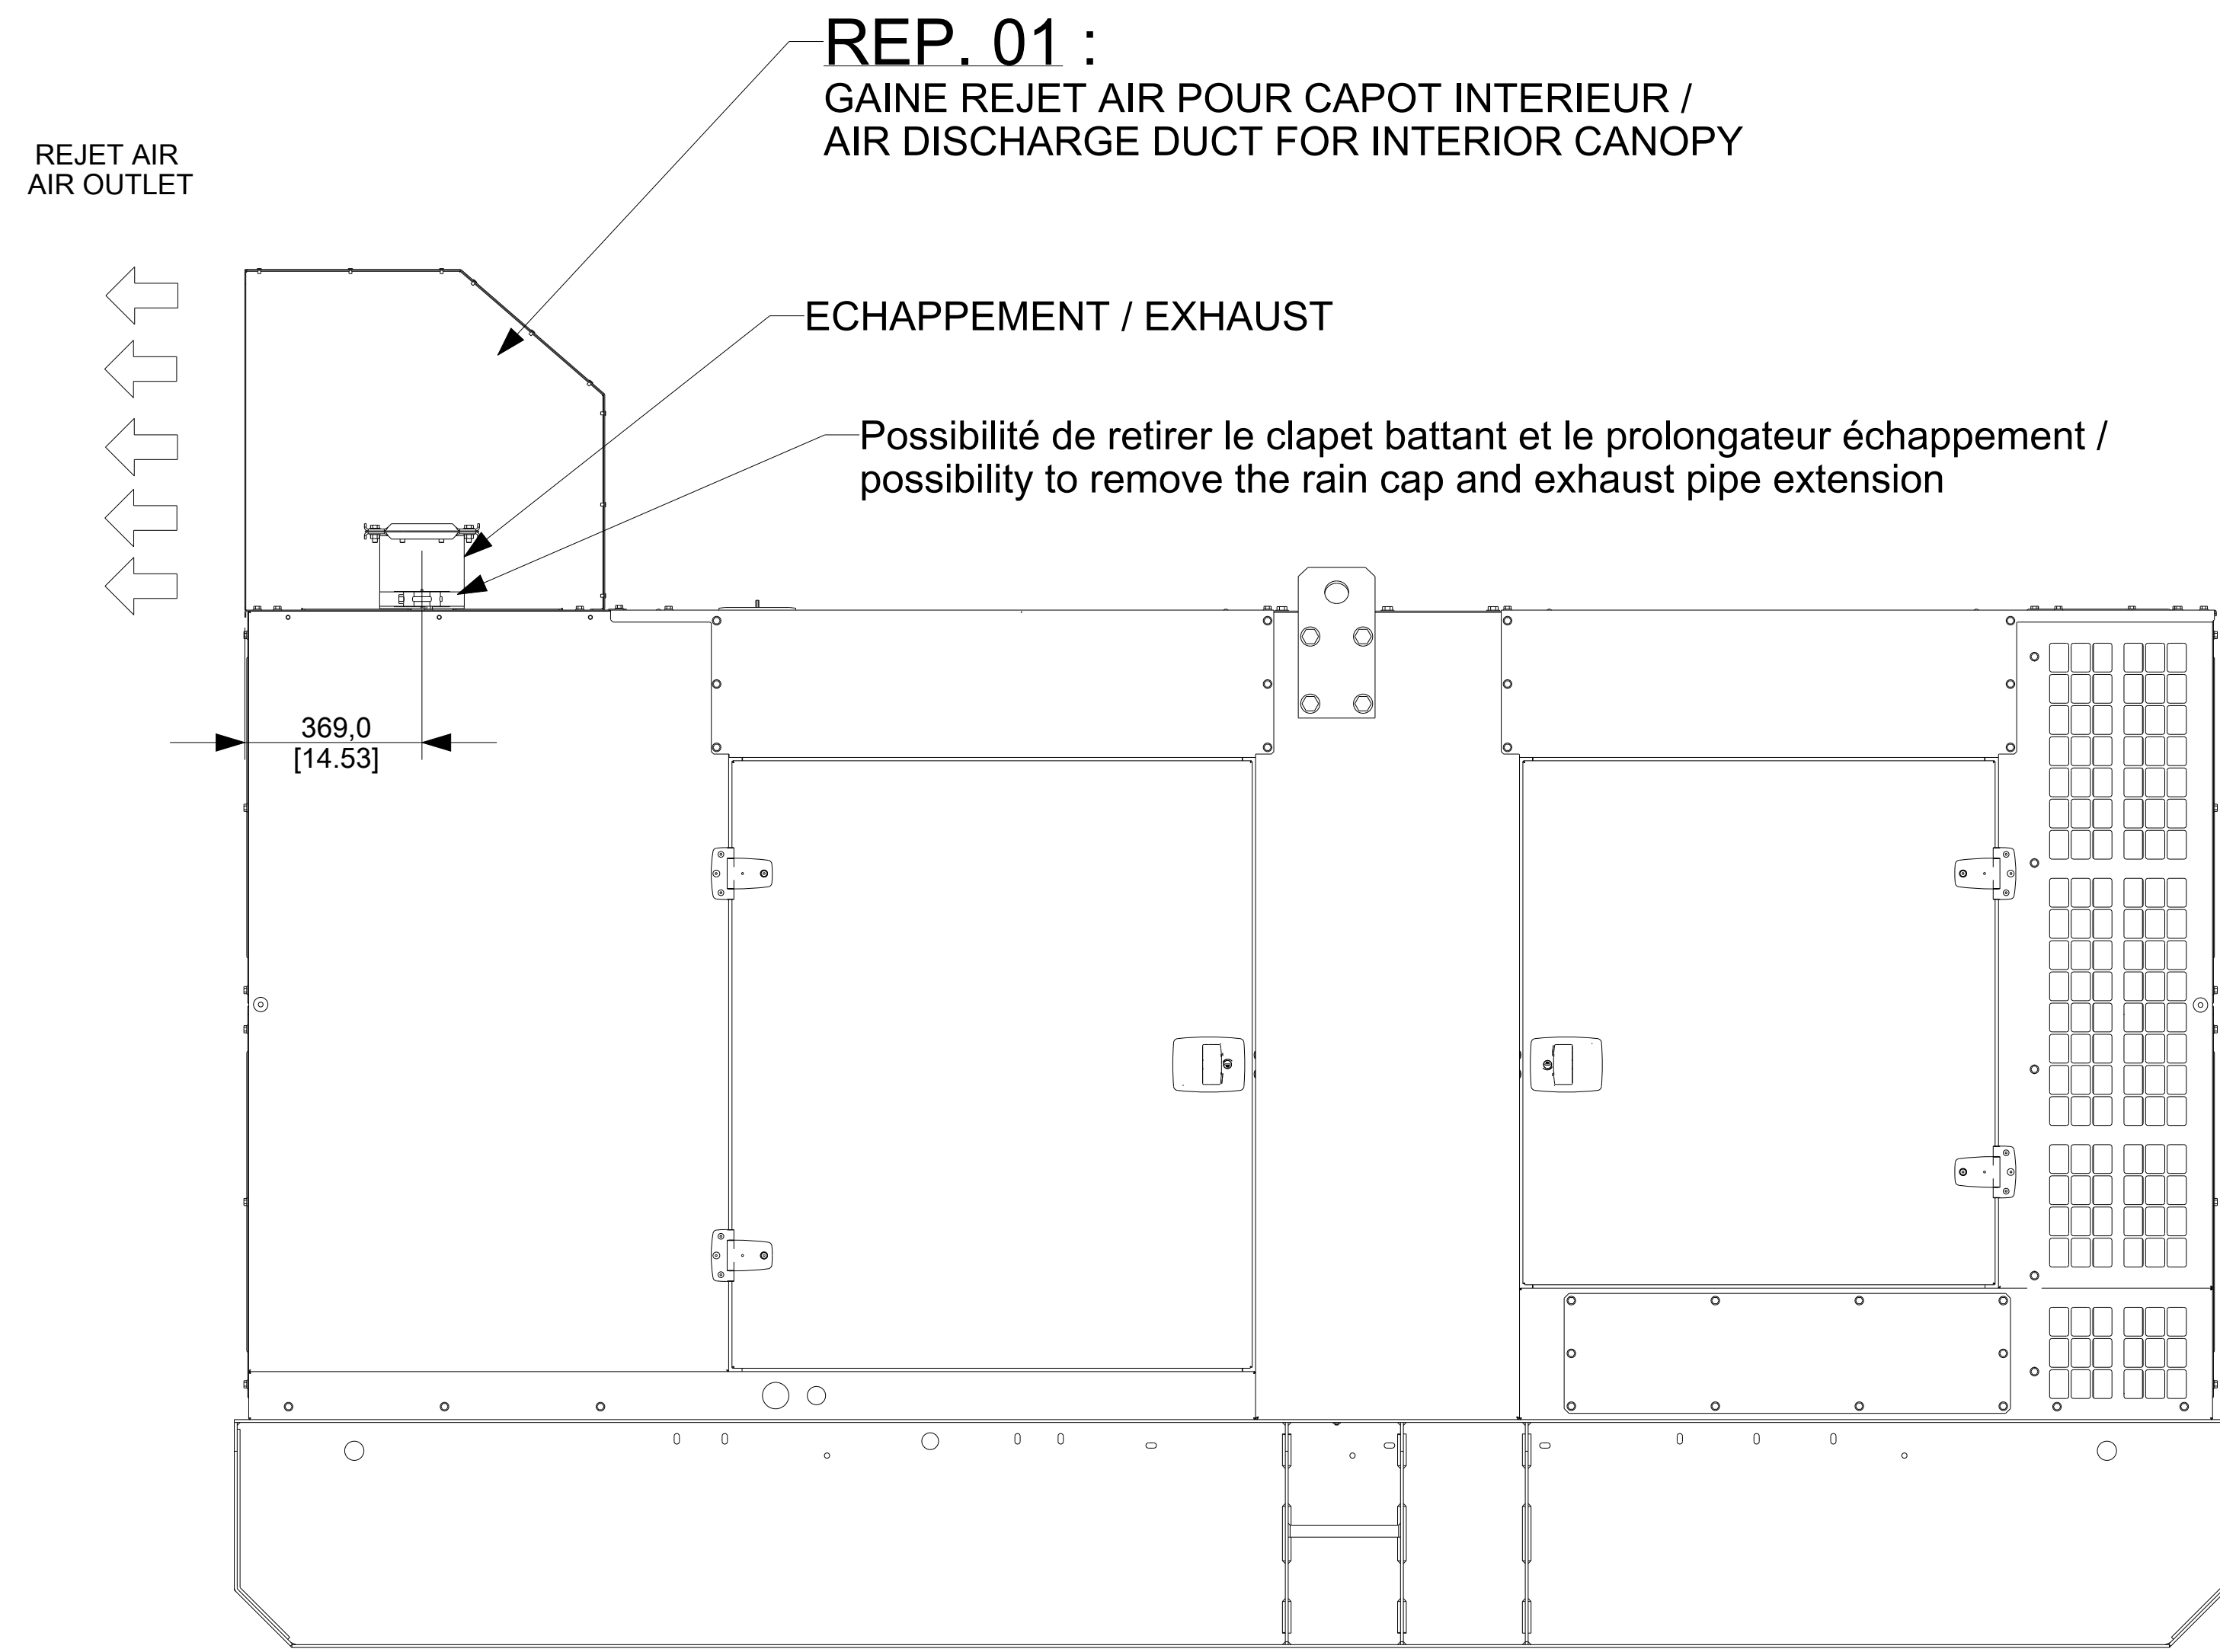 REP. 01 :
GAINE REJET AIR POUR CAPOT INTERIEUR /
AIR DISCHARGE DUCT FOR INTERIOR CANOPY
REJET AIR
AIR OUTLET
ECHAPPEMENT / EXHAUST
Possibilité de retirer le clapet battant et le prolongateur échappement /
possibility to remove the rain cap and exhaust pipe extension
369,0
[14.53]